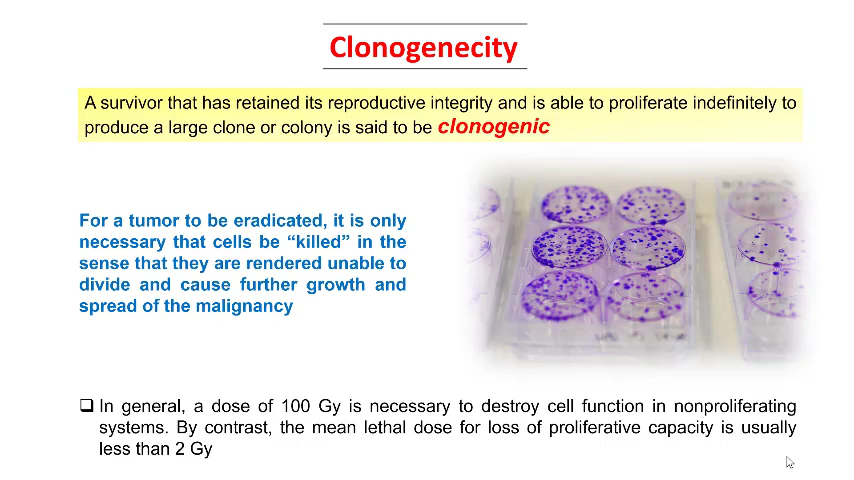 Clonogenecity
A survivor that has retained its reproductive integrity and is able to proliferate indefinitely to
produce a large clone or colony is said to be clonogenic
For a tumor to be eradicated, it is only
necessary that cells be “killed” in the
sense that they are rendered unable to
divide and cause further growth and
spread of the malignancy
❑ In general, a dose of 100 Gy is necessary to destroy cell function in nonproliferating
systems. By contrast, the mean lethal dose for loss of proliferative capacity is usually
less than 2 Gy